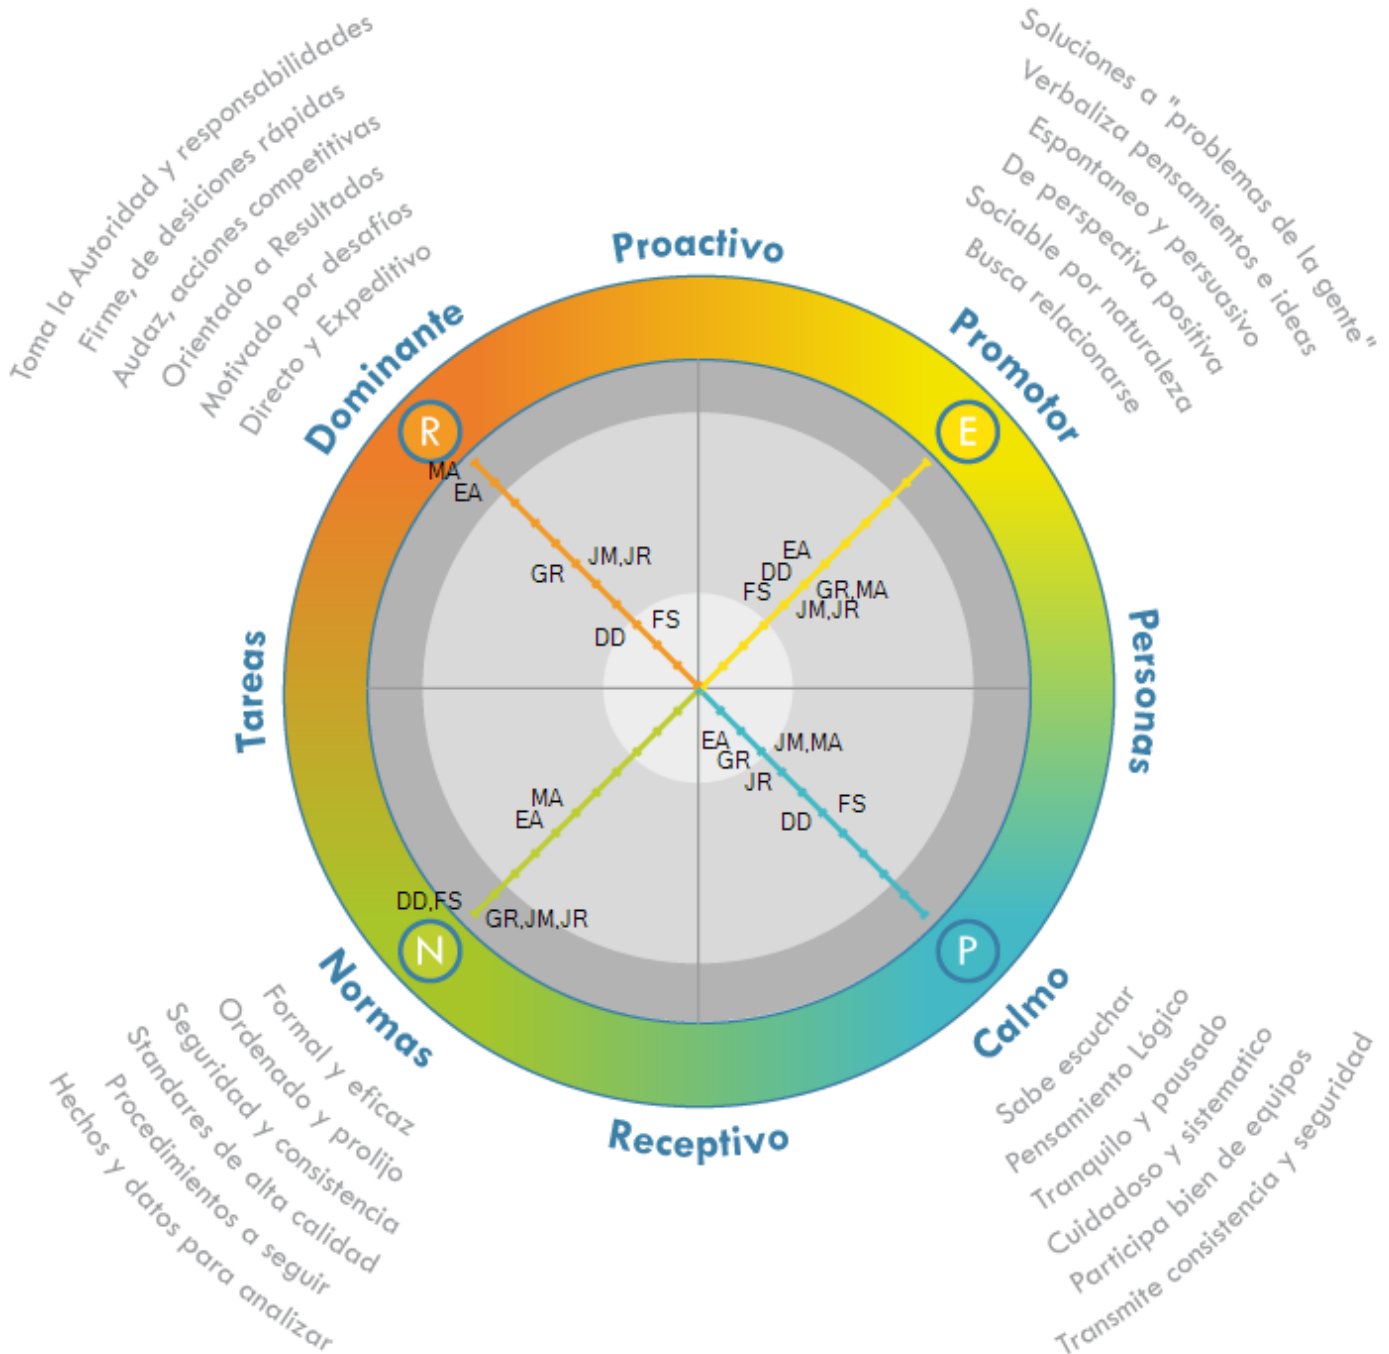 Toma la Autoridad y responsabilidades
Firme, de desiciones rápidas
Audaz, acciones competitivas
Orientado a Resultados
Motivado por desafíos
Directo y Expeditivo
Soluciones a "problemas de la gente"
Verbaliza pensamientos e ideas
Espontaneo y persuasivo
De perspectiva positiva
Sociable por naturaleza
Busca relacionarse
Proactivo
Dominante
Promotor
R
E
MA
EA
JM,JR
GR
FS
DD
EA
DD
FS
GR,MA
JM,JR
Tareas
Personas
EA
JM,MA
GR
JR
FS
DD
MA
EA
DD,FS
GR,JM,JR
N
P
Normas
Calmo
Receptivo
Formal y eficaz
Ordenado y prolijo
Seguridad y consistencia
Standares de alta calidad
Procedimientos a seguir
Hechos y datos para analizar
Sabe escuchar
Pensamiento Lógico
Tranquilo y pausado
Cuidadoso y sistematico
Participa bien de equipos
Transmite consistencia y seguridad